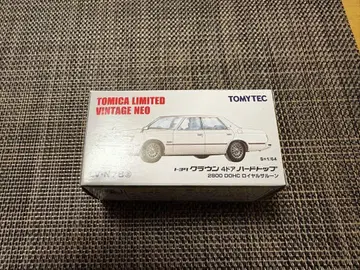 TOMICA LIMITED
VINTAGE NEO
TOMYTEC
S=1/64
トヨタ クラウン 4ドア ハードトップ
2800 DOHC ロイヤルサルーン